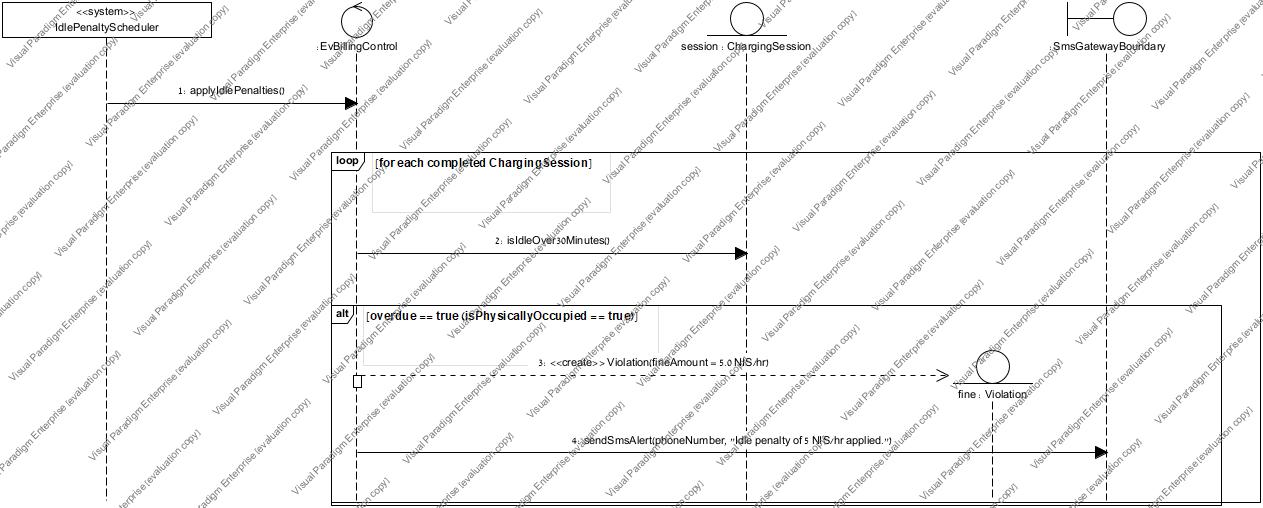 <<system>>
IdlePenaltyScheduler
:EvBillingControl
session : ChargingSession
SmsGatewayBoundary
1: applyIdlePenalties()
loop
[for each completed ChargingSession]
2: isIdleOver30Minutes()
alt
[overdue == true (isPhysicallyOccupied == true)]
3: <<create>> Violation(fineAmount = 5.0 NIS/hr)
fine : Violation
4: sendSmsAlert(phoneNumber, "Idle penalty of 5 NIS/hr applied.")
Visual Paradigm Enterprise (evaluation copy)